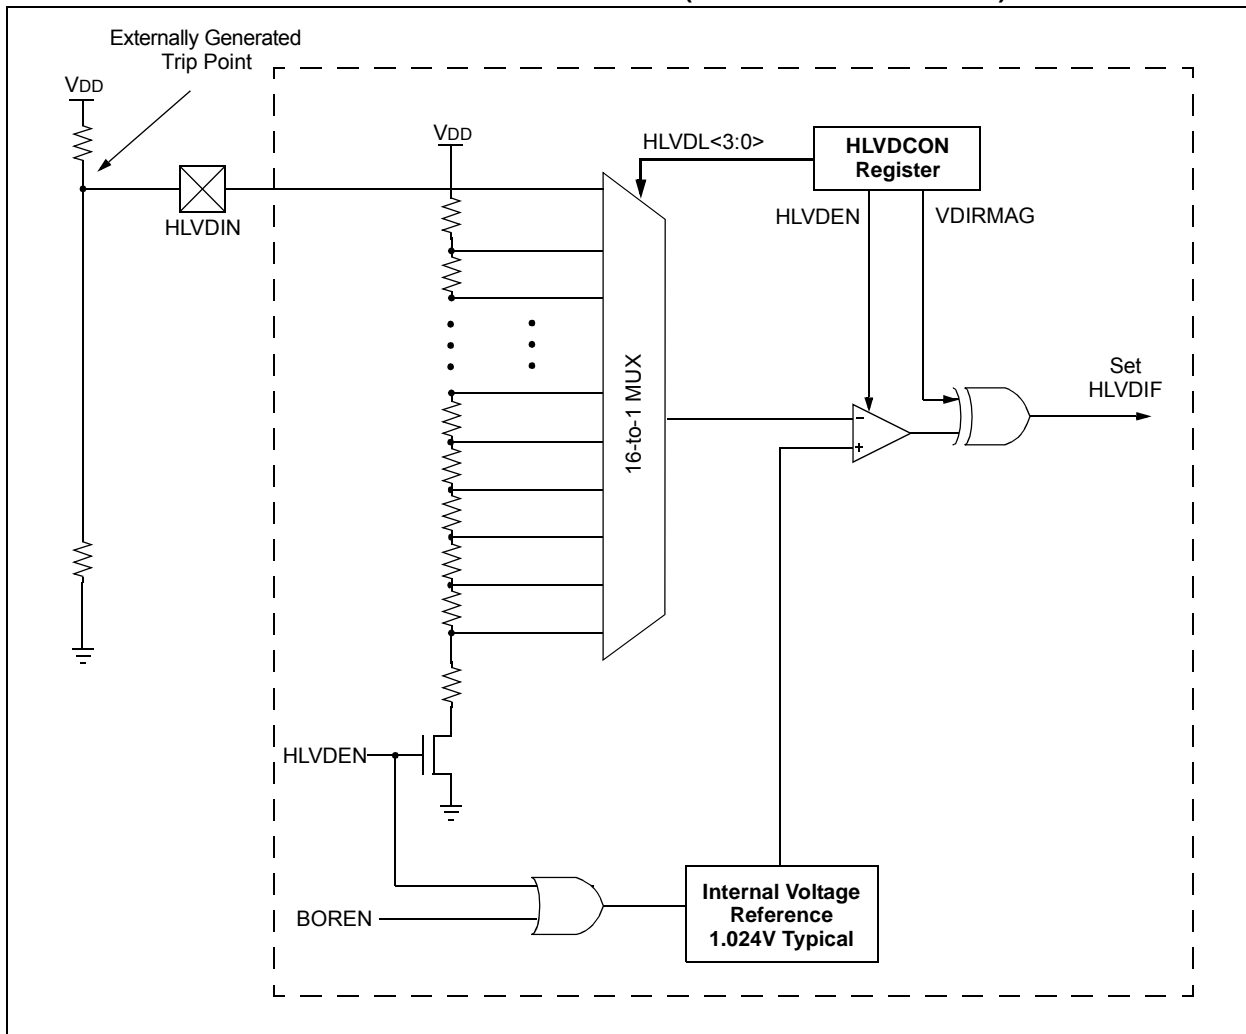 Externally Generated
Trip Point
VDD
VDD
HLVDIN
HLVDL<3:0>
HLVDCON
Register
HLVDEN
VDIRMAG
16-to-1 MUX
-
+
Set
HLVDIF
HLVDEN
BOREN
Internal Voltage
Reference
1.024V Typical